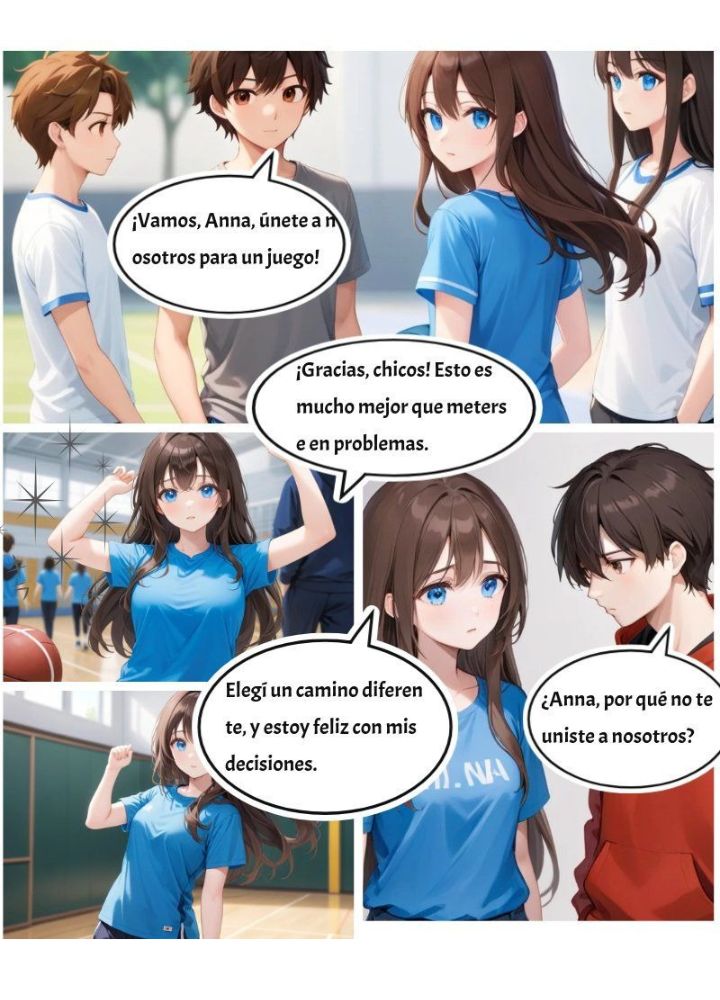 ¡Vamos, Anna, únete a n
osotros para un juego!
¡Gracias, chicos! Esto es
mucho mejor que meters
e en problemas.
¿Anna, por qué no te
uniste a nosotros?
Elegí un camino diferen
te, y estoy feliz con mis
decisiones.